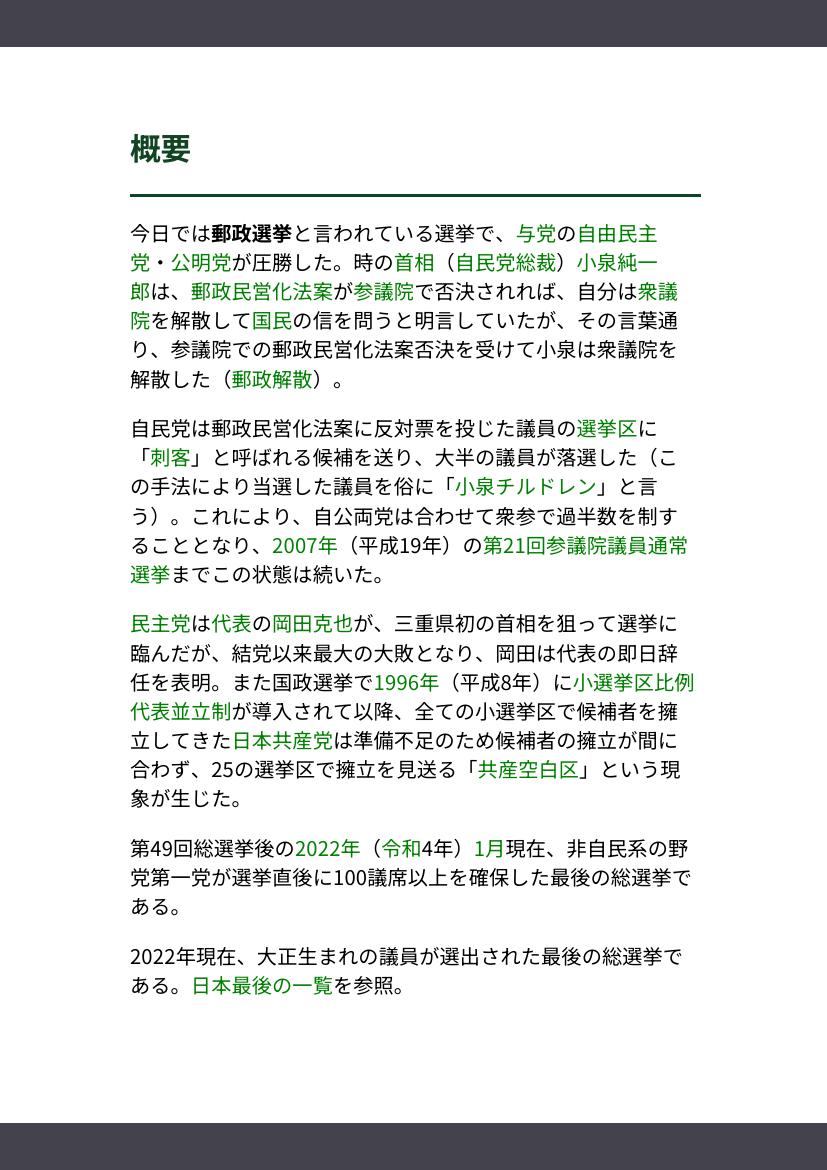 概要
今日では郵政選挙と言われている選挙で、与党の自由民主
党・公明党が圧勝した。時の首相（自民党総裁）小泉純一
郎は、郵政民営化法案が参議院で否決されれば、自分は衆議
院を解散して国民の信を問うと明言していたが、その言葉通
り、参議院での郵政民営化法案否決を受けて小泉は衆議院を
解散した（郵政解散）。
自民党は郵政民営化法案に反対票を投じた議員の選挙区に
「刺客」と呼ばれる候補を送り、大半の議員が落選した（こ
の手法により当選した議員を俗に「小泉チルドレン」と言
う）。これにより、自公両党は合わせて衆参で過半数を制す
ることとなり、2007年（平成19年）の第21回参議院議員通常
選挙までこの状態は続いた。
民主党は代表の岡田克也が、三重県初の首相を狙って選挙に
臨んだが、結党以来最大の大敗となり、岡田は代表の即日辞
任を表明。また国政選挙で1996年（平成8年）に小選挙区比例
代表並立制が導入されて以降、全ての小選挙区で候補者を擁
立してきた日本共産党は準備不足のため候補者の擁立が間に
合わず、25の選挙区で擁立を見送る「共産空白区」という現
象が生じた。
第49回総選挙後の2022年（令和4年）1月現在、非自民系の野
党第一党が選挙直後に100議席以上を確保した最後の総選挙で
ある。
2022年現在、大正生まれの議員が選出された最後の総選挙で
ある。日本最後の一覧を参照。